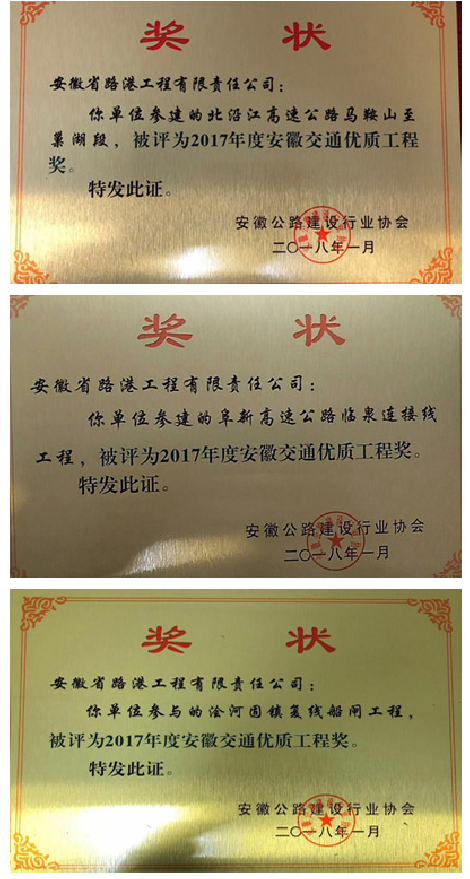 奖 状
安徽省路港工程有限责任公司：
你单位参建的北沿江高速公路马鞍山至
巢湖段，被评为2017年度安徽交通优质工程
奖。
特发此证。
安徽公路建设行业协会
二〇一八年一月
奖 状
安徽省路港工程有限责任公司：
你单位参建的阜新高速公路临泉连接线
工程，被评为2017年度安徽交通优质工程奖。
特发此证。
安徽公路建设行业协会
二〇一八年一月
奖 状
安徽省路港工程有限责任公司：
你单位参与的浍河固镇复线船闸工程，
被评为2017年度安徽交通优质工程奖。
特发此证。
安徽公路建设行业协会
二〇一八年一月